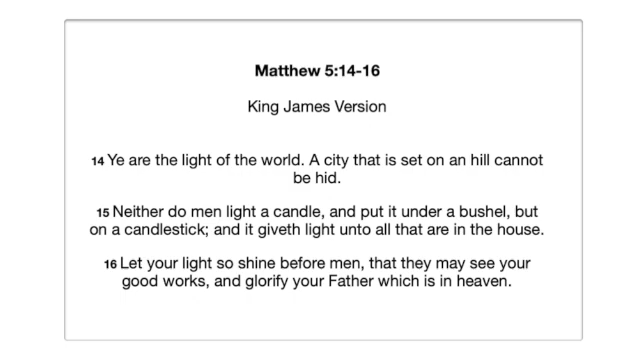 Matthew 5:14-16
King James Version
14 Ye are the light of the world. A city that is set on an hill cannot
be hid.
15 Neither do men light a candle, and put it under a bushel, but
on a candlestick; and it giveth light unto all that are in the house.
16 Let your light so shine before men, that they may see your
good works, and glorify your Father which is in heaven.